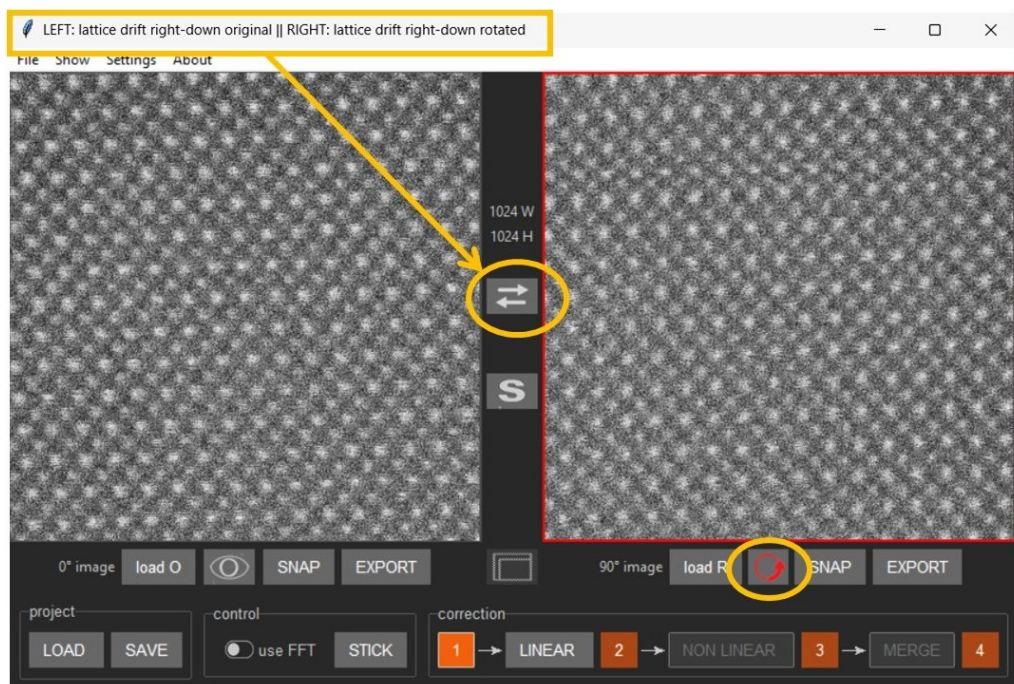 LEFT: lattice drift right-down original || RIGHT: lattice drift right-down rotated
File Show Settings About
1024 W
1024 H
S
0° image load O SNAP EXPORT
90° image load R SNAP EXPORT
project
LOAD SAVE
control
use FFT STICK
correction
1 LINEAR 2 NON LINEAR 3 MERGE 4